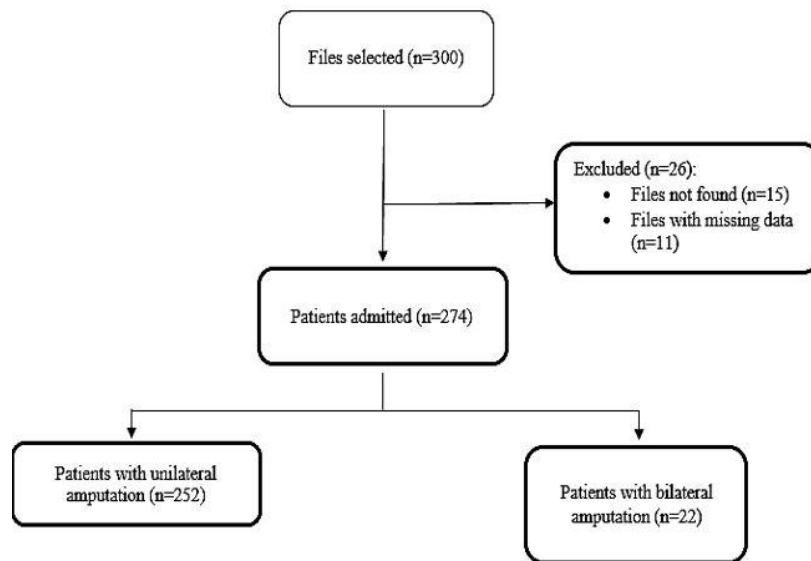 Files selected (n=300)
Excluded (n=26):
• Files not found (n=15)
• Files with missing data
(n=11)
Patients admitted (n=274)
Patients with unilateral
amputation (n=252)
Patients with bilateral
amputation (n=22)